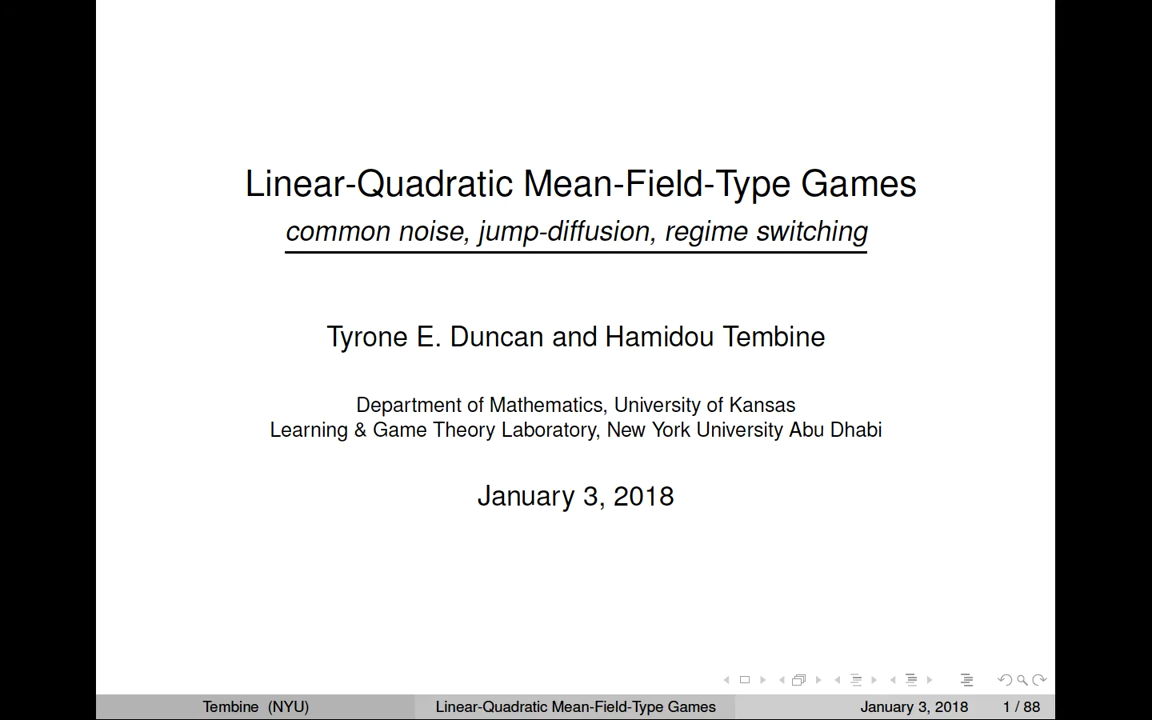 Linear-Quadratic Mean-Field-Type Games
common noise, jump-diffusion, regime switching
Tyrone E. Duncan and Hamidou Tembine
Department of Mathematics, University of Kansas
Learning & Game Theory Laboratory, New York University Abu Dhabi
January 3, 2018
Tembine (NYU) Linear-Quadratic Mean-Field-Type Games January 3, 2018 1 / 88